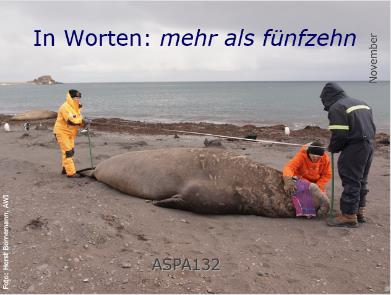 In Worten: mehr als fünfzehn
November
ASPA132
Foto: Horst Bornemann, AWI